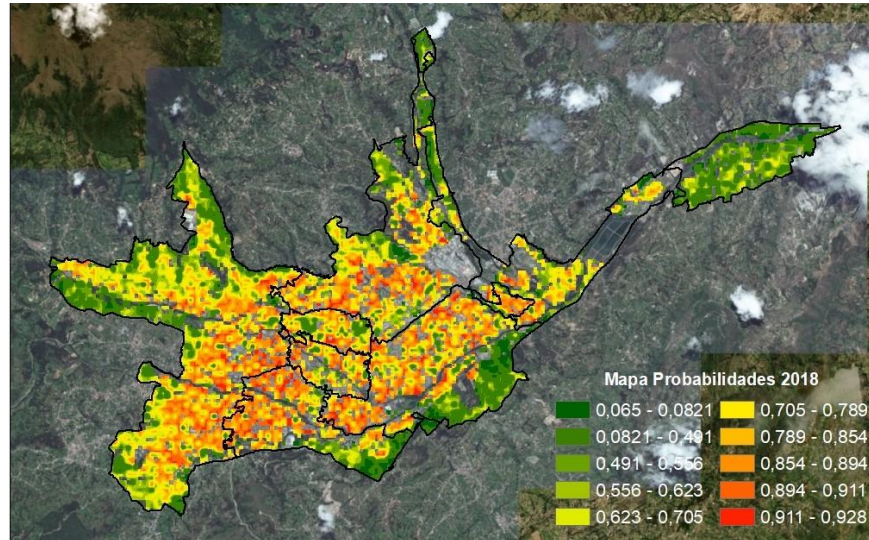 Mapa Probabilidades 2018
0,065 - 0,0821
0,0821 - 0,491
0,491 - 0,556
0,556 - 0,623
0,623 - 0,705
0,705 - 0,789
0,789 - 0,854
0,854 - 0,894
0,894 - 0,911
0,911 - 0,928